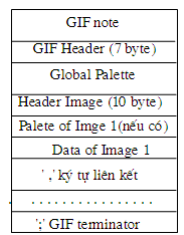 GIF note
GIF Header (7 byte)
Global Palette
Header Image (10 byte)
Palete of Imge 1(nếu có)
Data of Image 1
' ,' ký tự liên kết
. . . . . . . . . . . . . . . .
';' GIF terminator